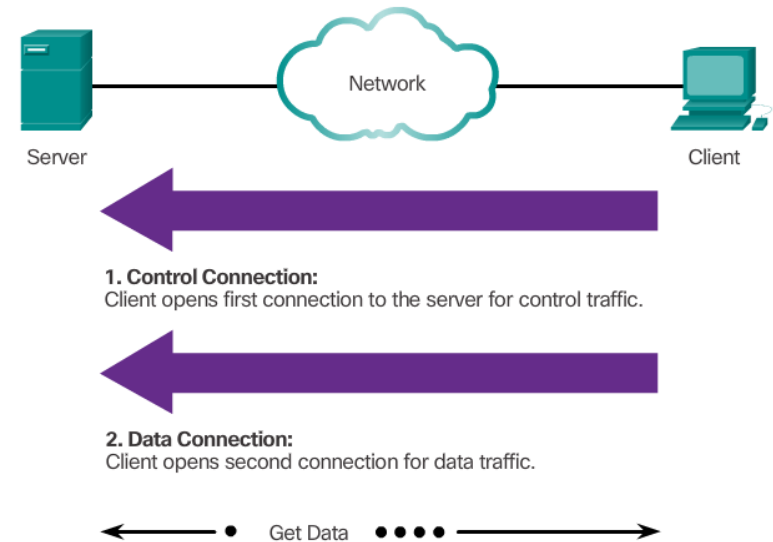 Network
Server
Client
1. Control Connection:
Client opens first connection to the server for control traffic.
2. Data Connection:
Client opens second connection for data traffic.
Get Data